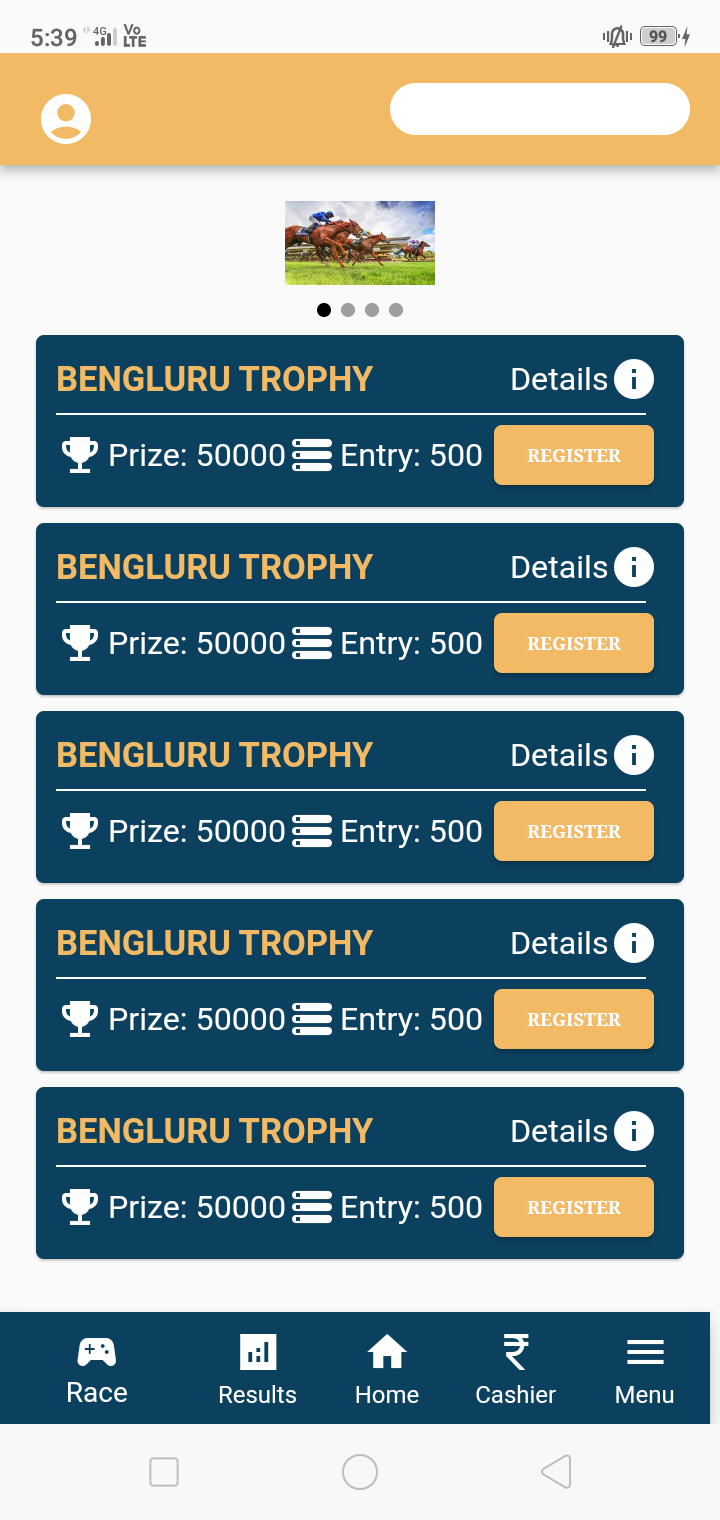 5:39 4G Vo LTE 99
BENGLURU TROPHY Details
Prize: 50000 Entry: 500 REGISTER
BENGLURU TROPHY Details
Prize: 50000 Entry: 500 REGISTER
BENGLURU TROPHY Details
Prize: 50000 Entry: 500 REGISTER
BENGLURU TROPHY Details
Prize: 50000 Entry: 500 REGISTER
BENGLURU TROPHY Details
Prize: 50000 Entry: 500 REGISTER
Race Results Home Cashier Menu